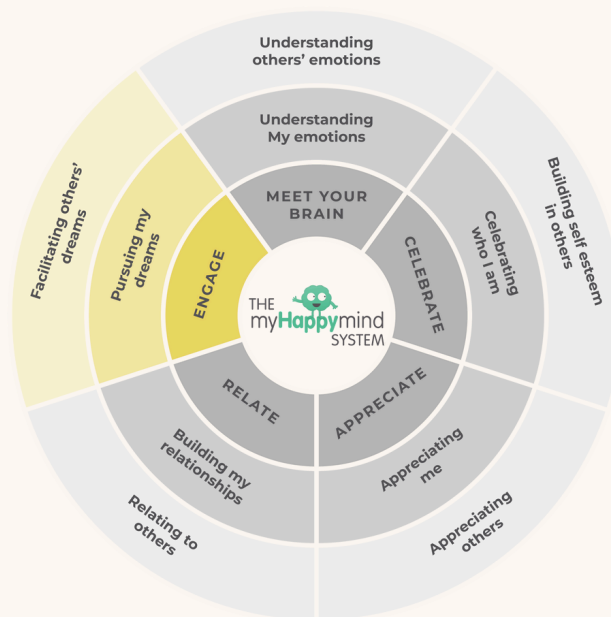 Understanding
others’ emotions
Understanding
My emotions
MEET YOUR
BRAIN
Building self esteem
in others
Celebrating
who I am
CELEBRATE
Appreciating
others
Appreciating
me
APPRECIATE
Relating to
others
Building my
relationships
RELATE
Facilitating others’
dreams
Pursuing my
dreams
ENGAGE
THE
myHappymind
SYSTEM